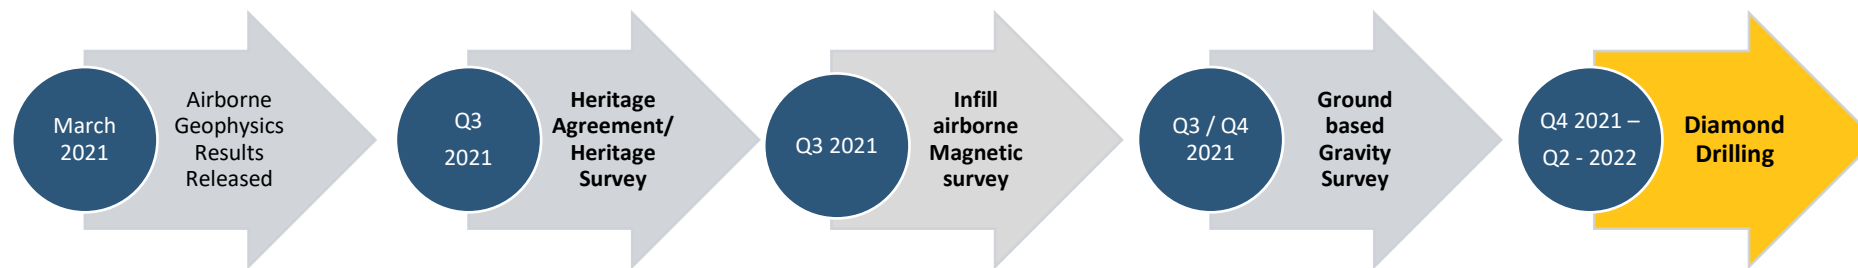 March
2021
Airborne
Geophysics
Results
Released
Q3
2021
Heritage
Agreement/
Heritage
Survey
Q3 2021
Infill
airborne
Magnetic
survey
Q3 / Q4
2021
Ground
based
Gravity
Survey
Q4 2021 –
Q2 - 2022
Diamond
Drilling